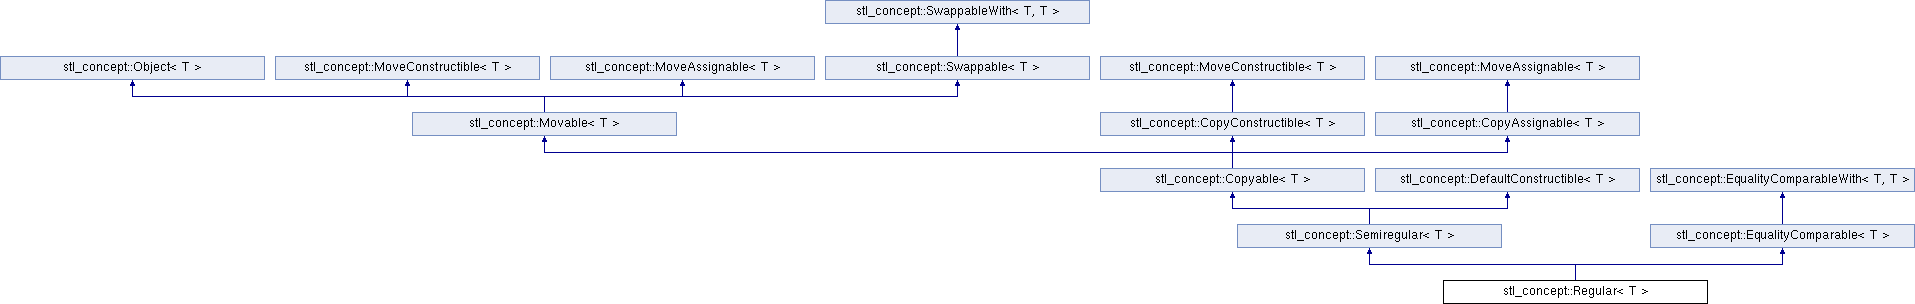 stl_concept::SwappableWith< T, T >
stl_concept::Object< T >
stl_concept::MoveConstructible< T >
stl_concept::MoveAssignable< T >
stl_concept::Swappable< T >
stl_concept::MoveConstructible< T >
stl_concept::MoveAssignable< T >
stl_concept::Movable< T >
stl_concept::CopyConstructible< T >
stl_concept::CopyAssignable< T >
stl_concept::Copyable< T >
stl_concept::DefaultConstructible< T >
stl_concept::EqualityComparableWith< T, T >
stl_concept::Semiregular< T >
stl_concept::EqualityComparable< T >
stl_concept::Regular< T >